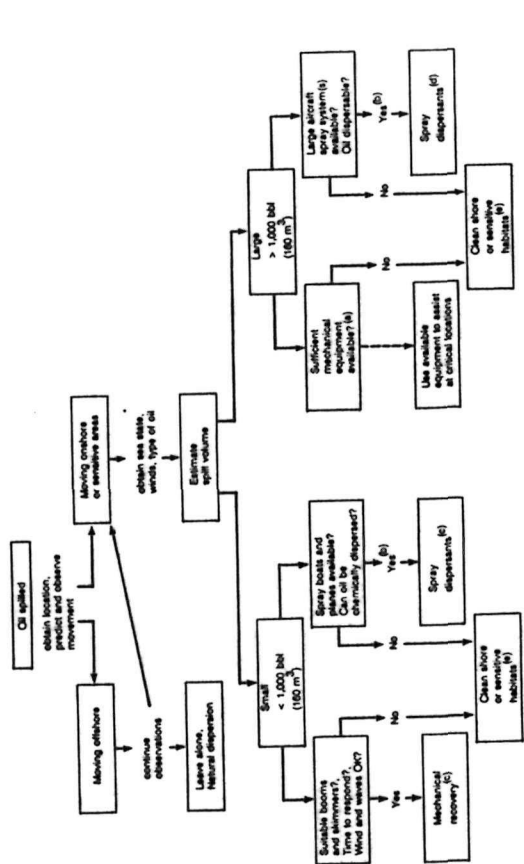 Oil spilled
obtain location,
predict and observe
movement
Moving offshore
Moving onshore
or sensitive areas
continue
observations
obtain sea state,
winds, type of oil
Leave alone,
Natural dispersion
Estimate
spill volume
Small
< 1,000 bbl
(160 m3)
Large
> 1,000 bbl
(160 m3)
Suitable booms
and skimmers?,
Time to respond?,
Wind and waves OK?
Spray boats and
planes available?
Can oil be
chemically dispersed?
Sufficient
mechanical
equipment
available? (a)
Large aircraft
spray system(s)
available?
Oil dispersable?
Yes
No
No
Yes (b)
No
No
Yes (b)
Mechanical
recovery (c)
Spray
dispersants (c)
Use available
equipment to assist
at critical locations
Spray
dispersants (d)
Clean shore
or sensitive
habitats (e)
Clean shore
or sensitive
habitats (e)